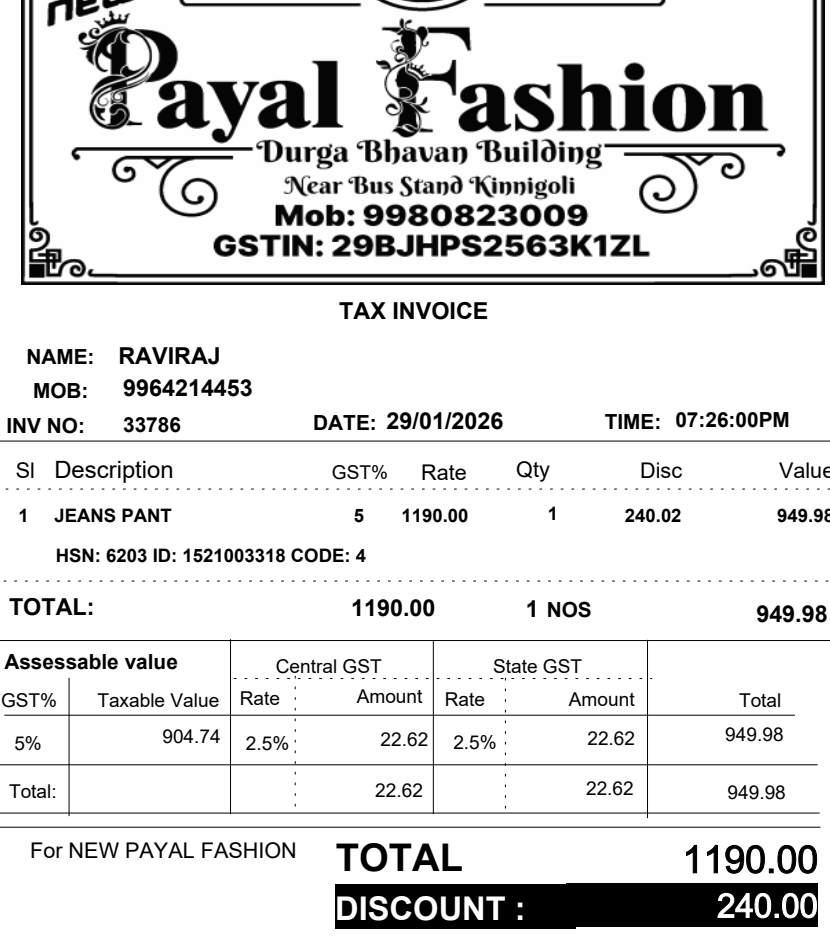 new
Payal Fashion
Durga Bhavan Building
Near Bus Stand Kinnigoli
Mob: 9980823009
GSTIN: 29BJHPS2563K1ZL
TAX INVOICE
NAME: RAVIRAJ
MOB: 9964214453
INV NO: 33786 DATE: 29/01/2026 TIME: 07:26:00PM
Sl Description GST% Rate Qty Disc Value
1 JEANS PANT 5 1190.00 1 240.02 949.98
HSN: 6203 ID: 1521003318 CODE: 4
TOTAL: 1190.00 1 NOS 949.98
Assessable value Central GST State GST
GST% Taxable Value Rate Amount Rate Amount Total
5% 904.74 2.5% 22.62 2.5% 22.62 949.98
Total: 22.62 22.62 949.98
For NEW PAYAL FASHION TOTAL 1190.00
DISCOUNT : 240.00